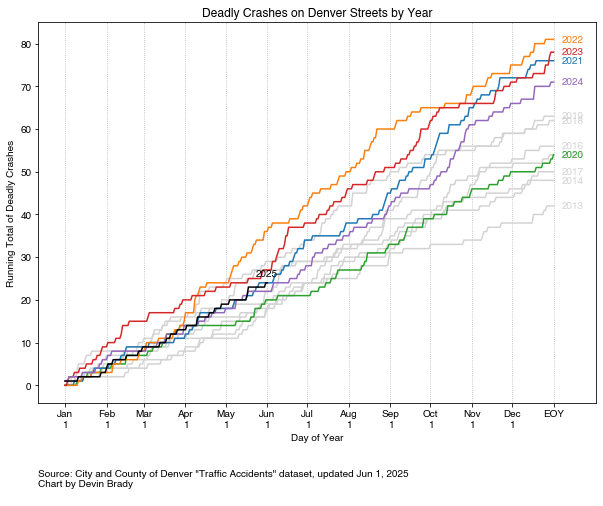 Deadly Crashes on Denver Streets by Year
Running Total of Deadly Crashes
80
70
60
50
40
30
20
10
0
2022
2023
2021
2024
2019
2016
2020
2017
2014
2013
2025
Jan Feb Mar Apr May Jun Jul Aug Sep Oct Nov Dec EOY
1 1 1 1 1 1 1 1 1 1 1 1
Day of Year
Source: City and County of Denver "Traffic Accidents" dataset, updated Jun 1, 2025
Chart by Devin Brady